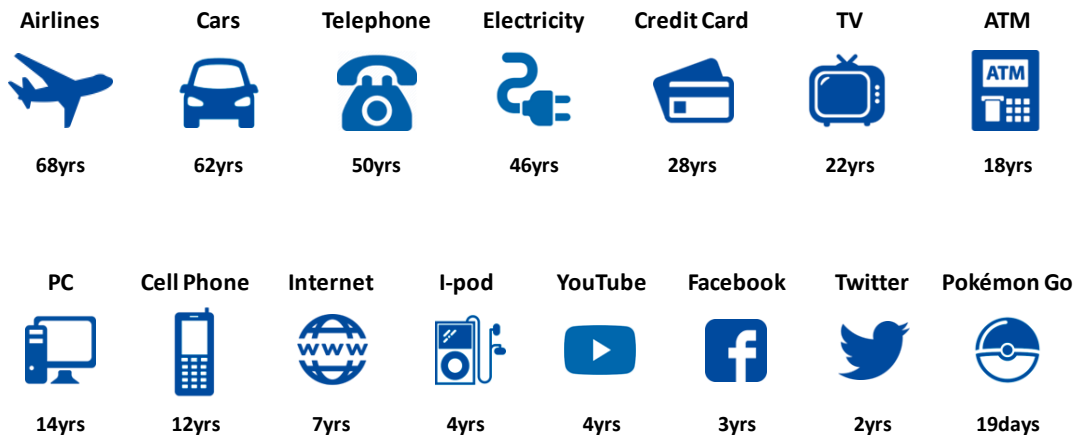 Airlines Cars Telephone Electricity Credit Card TV ATM
ATM
68yrs 62yrs 50yrs 46yrs 28yrs 22yrs 18yrs
PC Cell Phone Internet I-pod YouTube Facebook Twitter Pokémon Go
www
14yrs 12yrs 7yrs 4yrs 4yrs 3yrs 2yrs 19days